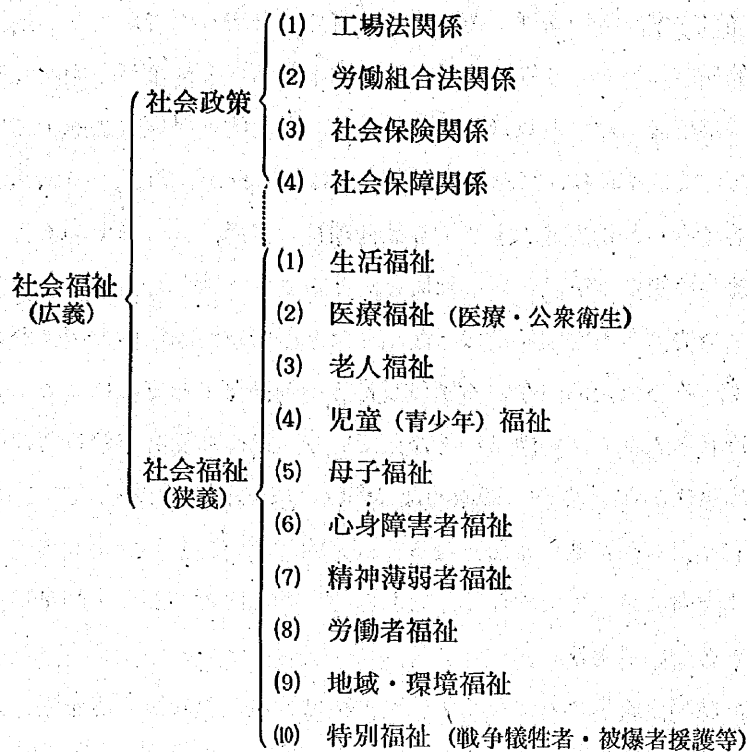 社会福祉
(広義)
社会政策
(1) 工場法関係
(2) 労働組合法関係
(3) 社会保険関係
(4) 社会保障関係
社会福祉
(狭義)
(1) 生活福祉
(2) 医療福祉 (医療・公衆衛生)
(3) 老人福祉
(4) 児童 (青少年) 福祉
(5) 母子福祉
(6) 心身障害者福祉
(7) 精神薄弱者福祉
(8) 労働者福祉
(9) 地域・環境福祉
(10) 特別福祉 (戦争犠牲者・被爆者援護等)